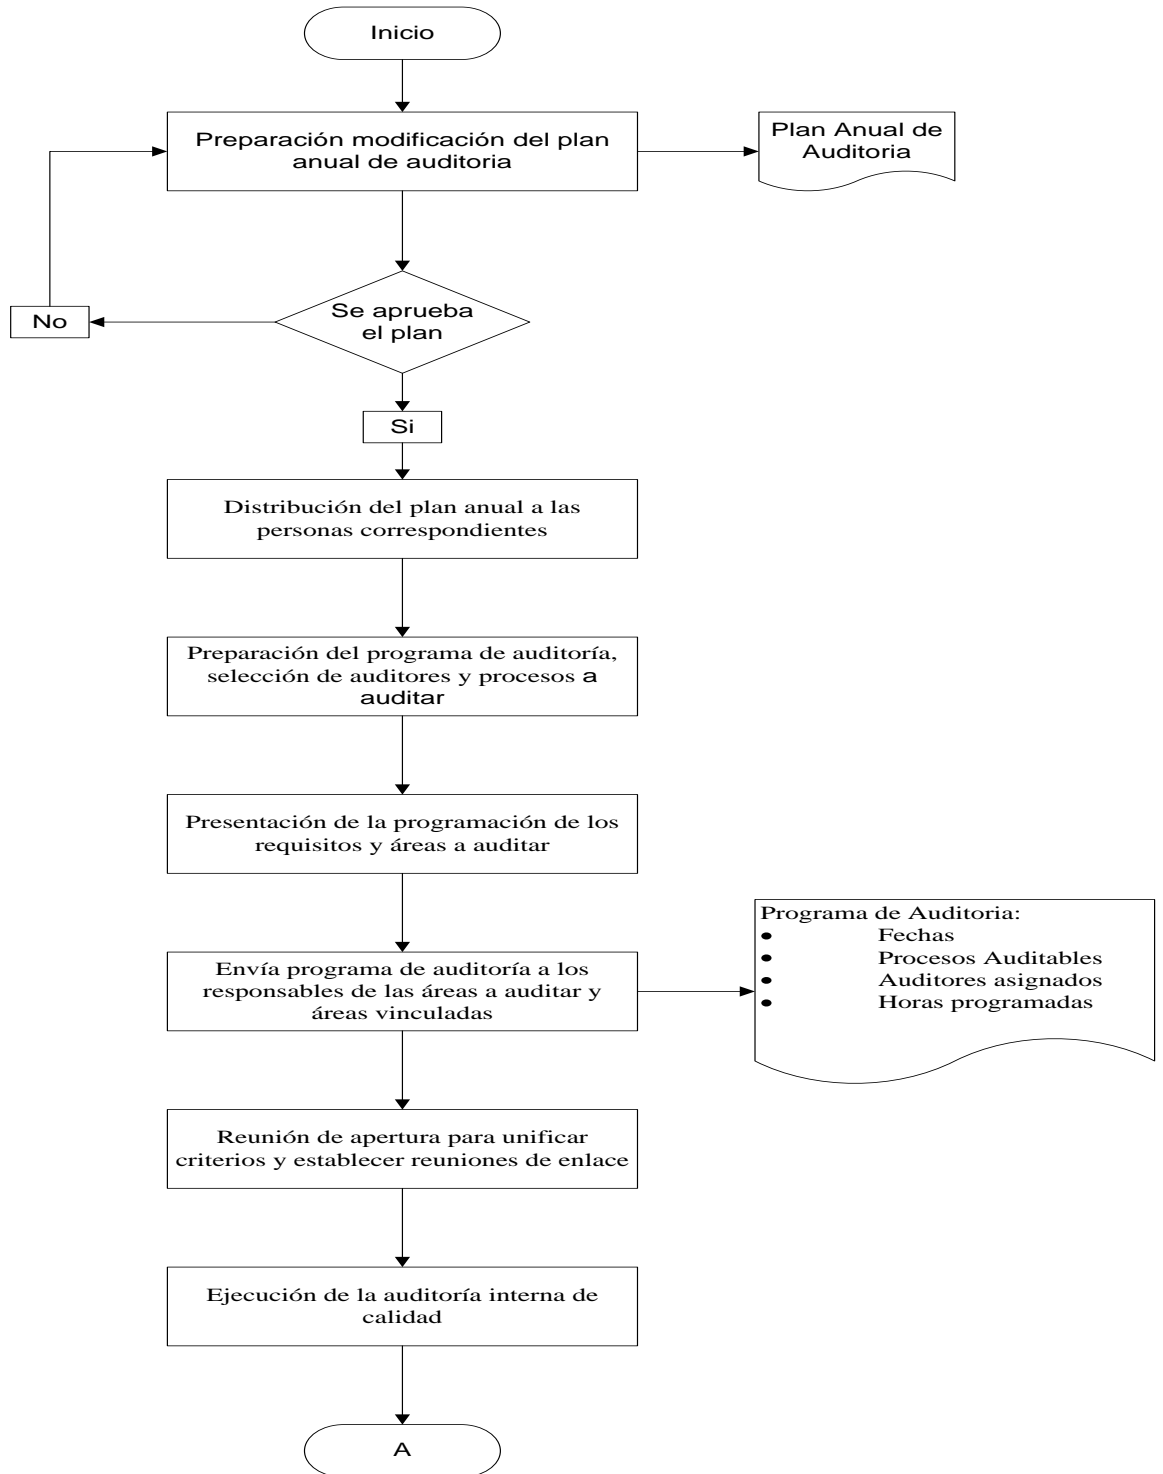 Inicio
Preparación modificación del plan
anual de auditoria
Plan Anual de
Auditoria
Se aprueba
el plan
No
Si
Distribución del plan anual a las
personas correspondientes
Preparación del programa de auditoría,
selección de auditores y procesos a
auditar
Presentación de la programación de los
requisitos y áreas a auditar
Envía programa de auditoría a los
responsables de las áreas a auditar y
áreas vinculadas
Programa de Auditoria:
• Fechas
• Procesos Auditables
• Auditores asignados
• Horas programadas
Reunión de apertura para unificar
criterios y establecer reuniones de enlace
Ejecución de la auditoría interna de
calidad
A